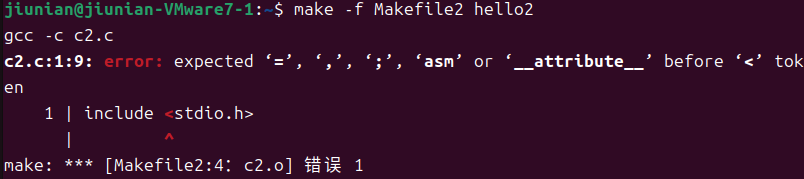 jiunian@jiunian-VMware7-1:~$ make -f Makefile2 hello2
gcc -c c2.c
c2.c:1:9: error: expected ‘=’, ‘,’, ‘;’, ‘asm’ or ‘__attribute__’ before ‘<’ tok
en
    1 | include <stdio.h>
      |         ^
make: *** [Makefile2:4：c2.o] 错误 1